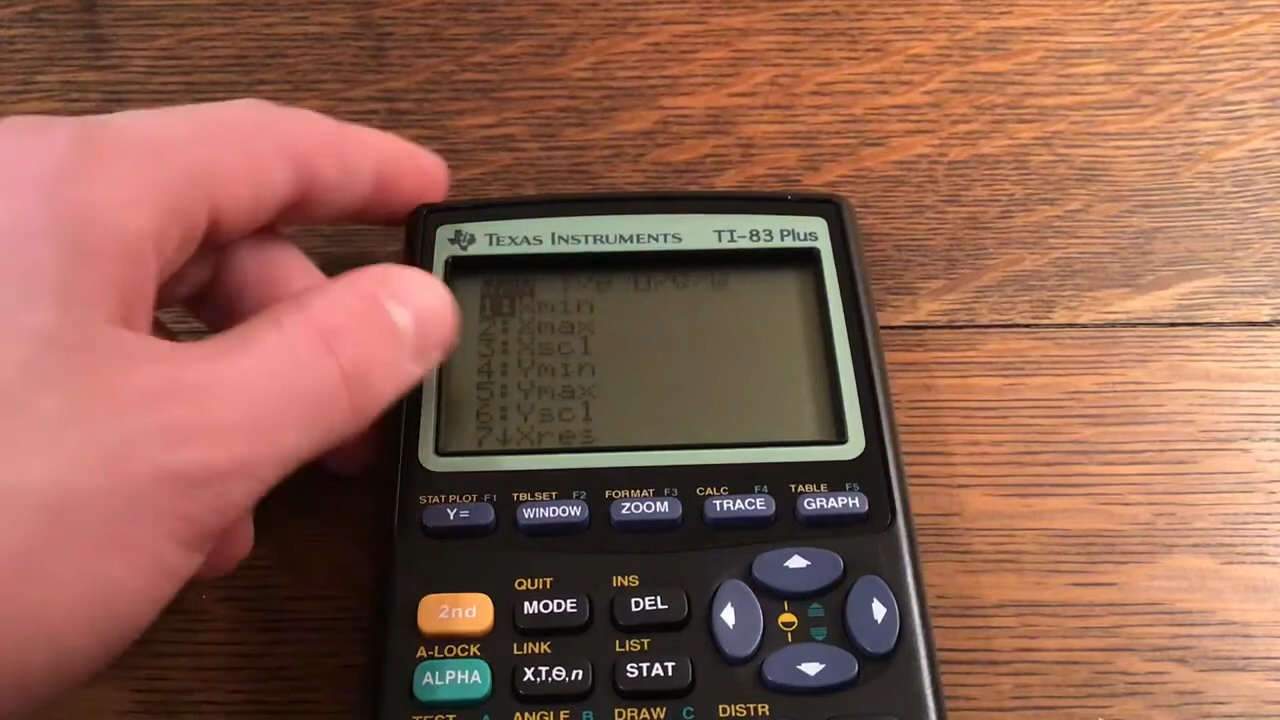 TEXAS INSTRUMENTS TI-83 Plus
1:Xmin
2:Xmax
3:Xscl
4:Ymin
5:Ymax
6:Yscl
7↓Xres
STAT PLOT F1 TBLSET F2 FORMAT F3 CALC F4 TABLE F5
Y= WINDOW ZOOM TRACE GRAPH
QUIT INS
2nd MODE DEL
A-LOCK LINK LIST
ALPHA X,T,Θ,n STAT
TEST A ANGLE B DRAW C DISTR